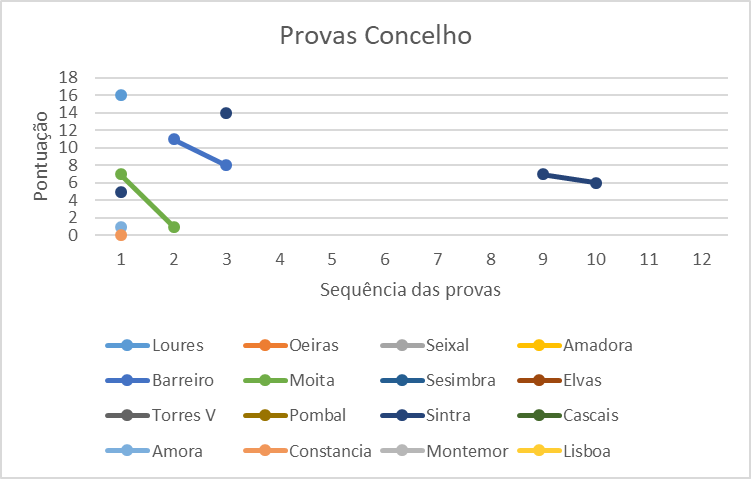 Provas Concelho
18
16
14
12
10
8
6
4
2
0
Pontuação
1 2 3 4 5 6 7 8 9 10 11 12
Sequência das provas
Loures Oeiras Seixal Amadora
Barreiro Moita Sesimbra Elvas
Torres V Pombal Sintra Cascais
Amora Constancia Montemor Lisboa